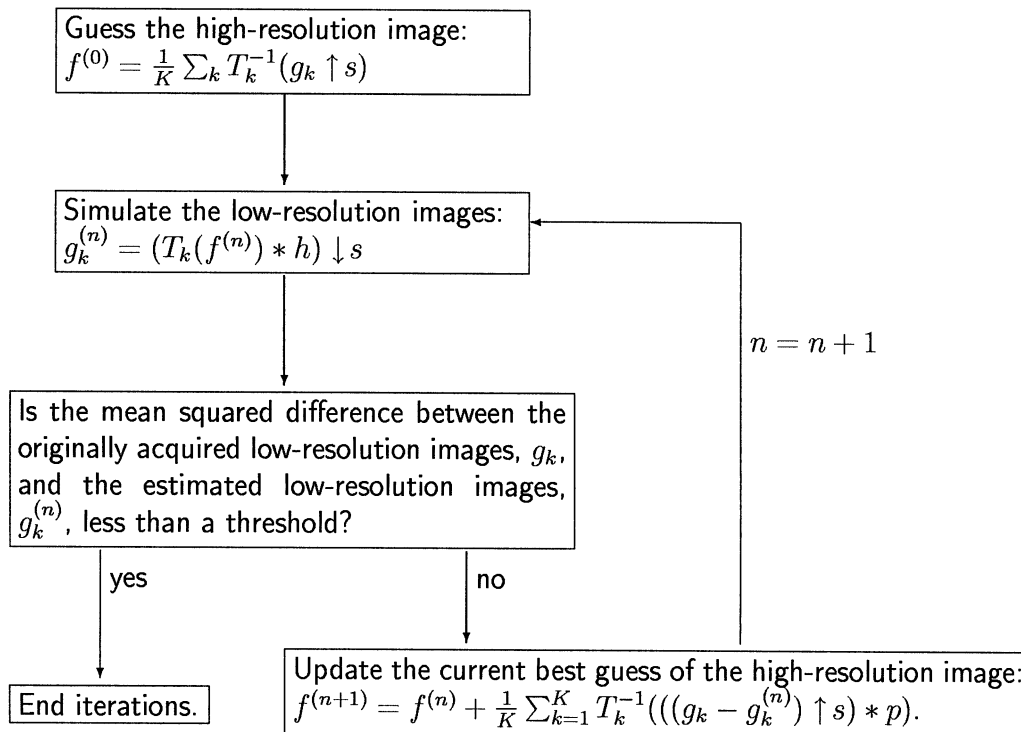 Guess the high-resolution image:
$f^{(0)} = \frac{1}{K} \sum_k T_k^{-1}(g_k \uparrow s)$
Simulate the low-resolution images:
$g_k^{(n)} = (T_k(f^{(n)}) * h) \downarrow s$
$n = n + 1$
Is the mean squared difference between the
originally acquired low-resolution images, $g_k$,
and the estimated low-resolution images,
$g_k^{(n)}$, less than a threshold?
yes
no
Update the current best guess of the high-resolution image:
$f^{(n+1)} = f^{(n)} + \frac{1}{K} \sum_{k=1}^{K} T_k^{-1}(((g_k - g_k^{(n)}) \uparrow s) * p).$
End iterations.